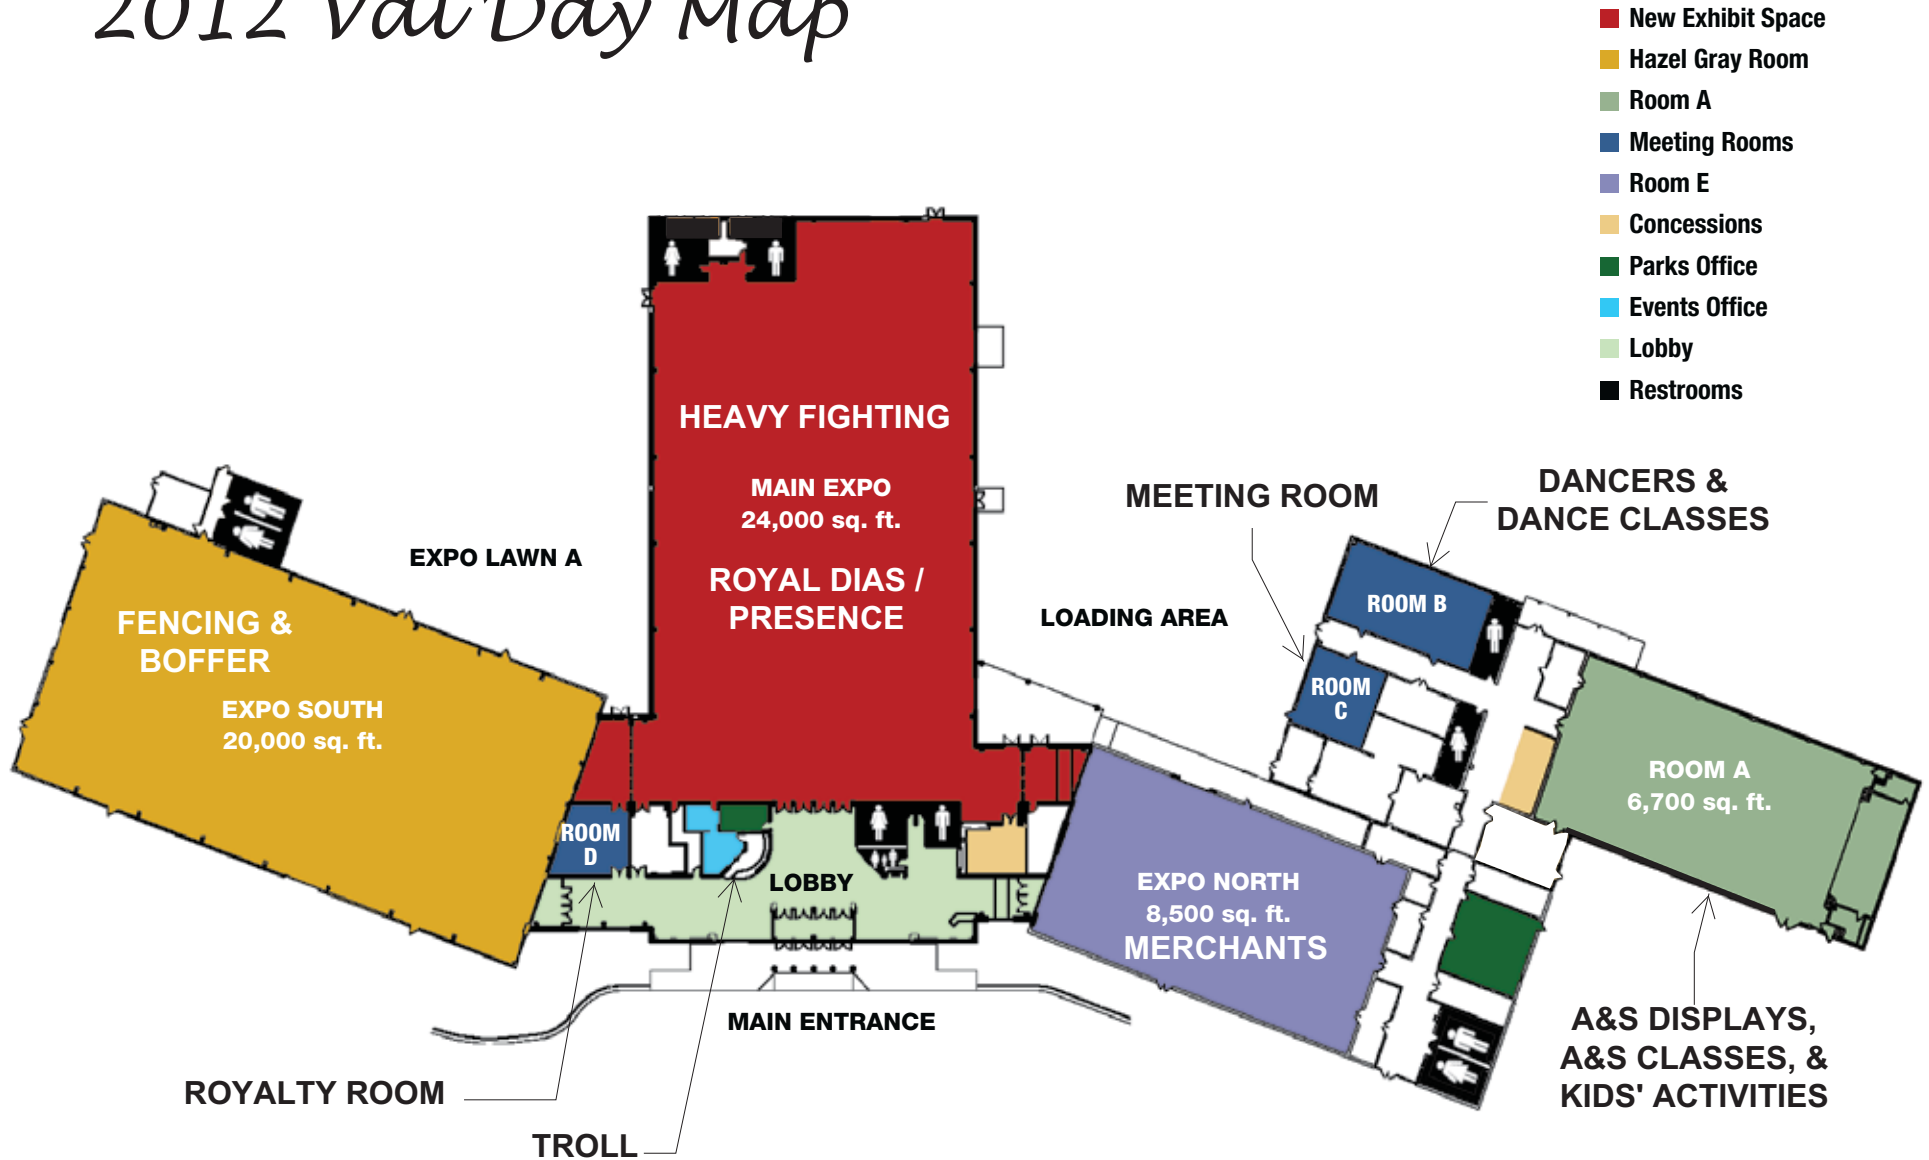 2012 Val Day Map
New Exhibit Space
Hazel Gray Room
Room A
Meeting Rooms
Room E
Concessions
Parks Office
Events Office
Lobby
Restrooms
HEAVY FIGHTING
MAIN EXPO
24,000 sq. ft.
ROYAL DIAS /
PRESENCE
EXPO LAWN A
FENCING &
BOFFER
EXPO SOUTH
20,000 sq. ft.
LOADING AREA
MEETING ROOM
DANCERS &
DANCE CLASSES
ROOM B
ROOM
C
ROOM A
6,700 sq. ft.
ROOM
D
LOBBY
EXPO NORTH
8,500 sq. ft.
MERCHANTS
MAIN ENTRANCE
A&S DISPLAYS,
A&S CLASSES, &
KIDS' ACTIVITIES
ROYALTY ROOM
TROLL